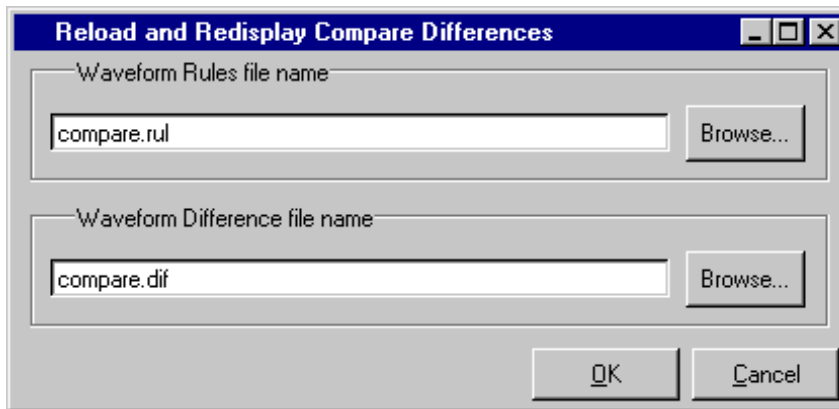 Reload and Redisplay Compare Differences
Waveform Rules file name
compare.rul
Browse...
Waveform Difference file name
compare.dif
Browse...
OK
Cancel